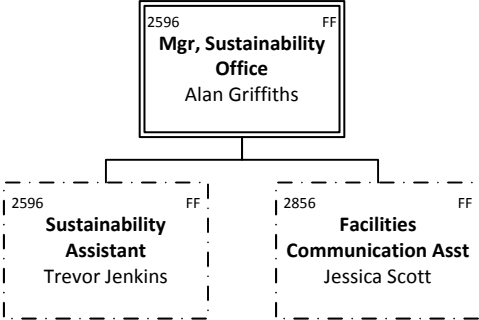 2596 FF
Mgr, Sustainability
Office
Alan Griffiths
2596 FF
Sustainability
Assistant
Trevor Jenkins
2856 FF
Facilities
Communication Asst
Jessica Scott